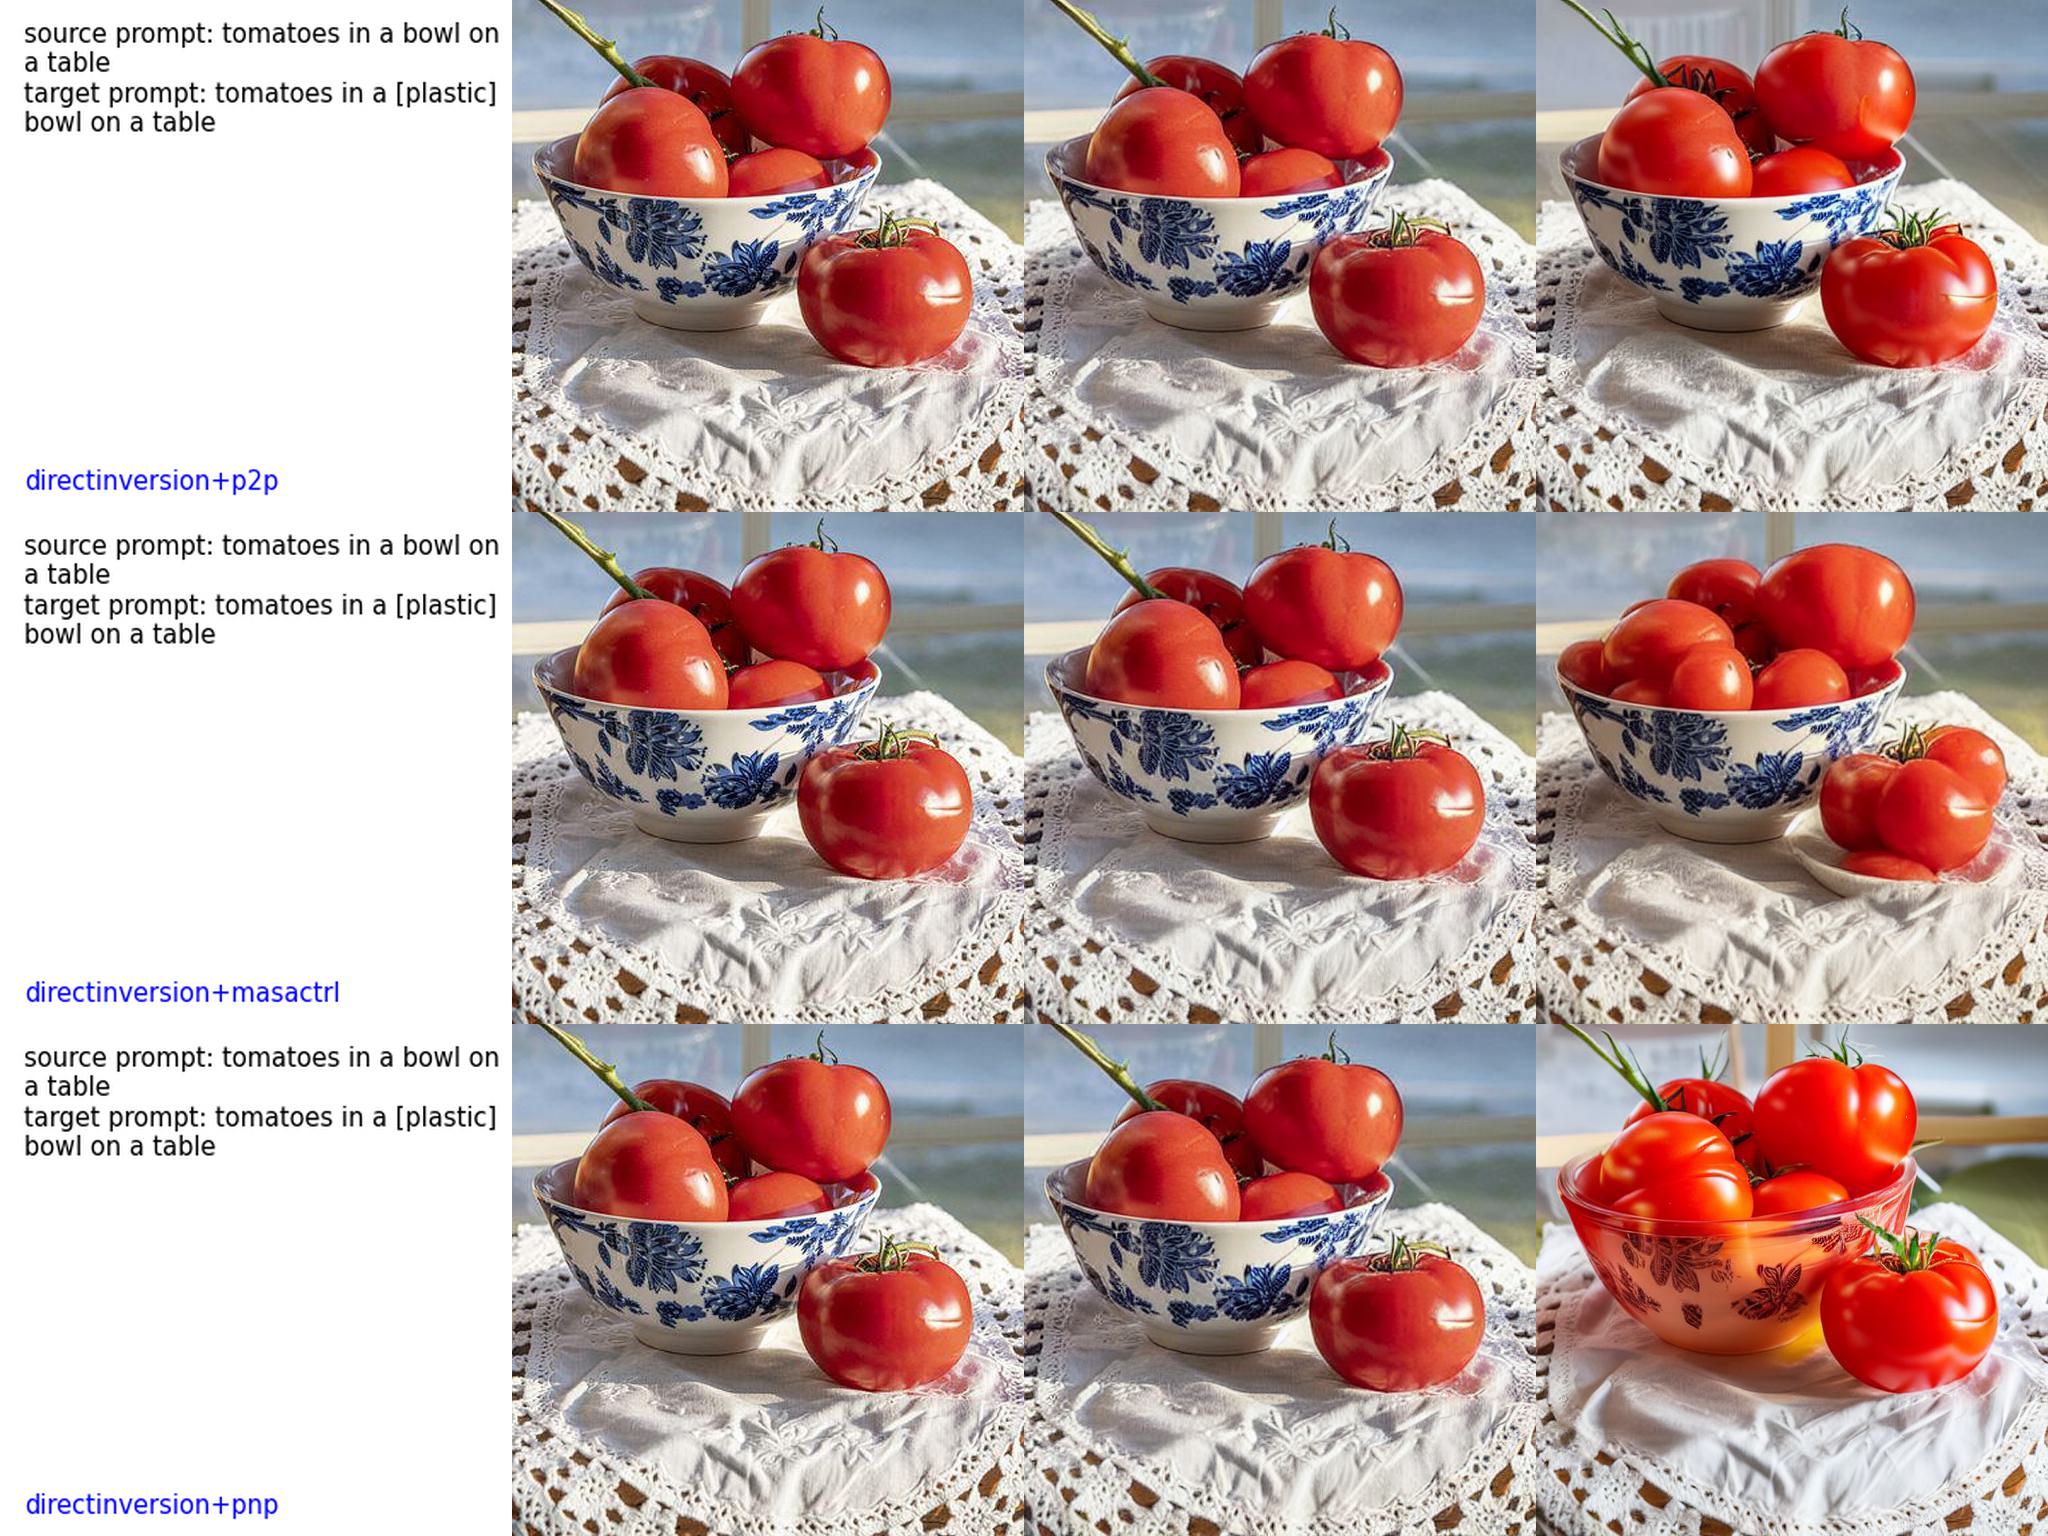 source prompt: tomatoes in a bowl on
a table
target prompt: tomatoes in a [plastic]
bowl on a table
directinversion+p2p
source prompt: tomatoes in a bowl on
a table
target prompt: tomatoes in a [plastic]
bowl on a table
directinversion+masactrl
source prompt: tomatoes in a bowl on
a table
target prompt: tomatoes in a [plastic]
bowl on a table
directinversion+pnp